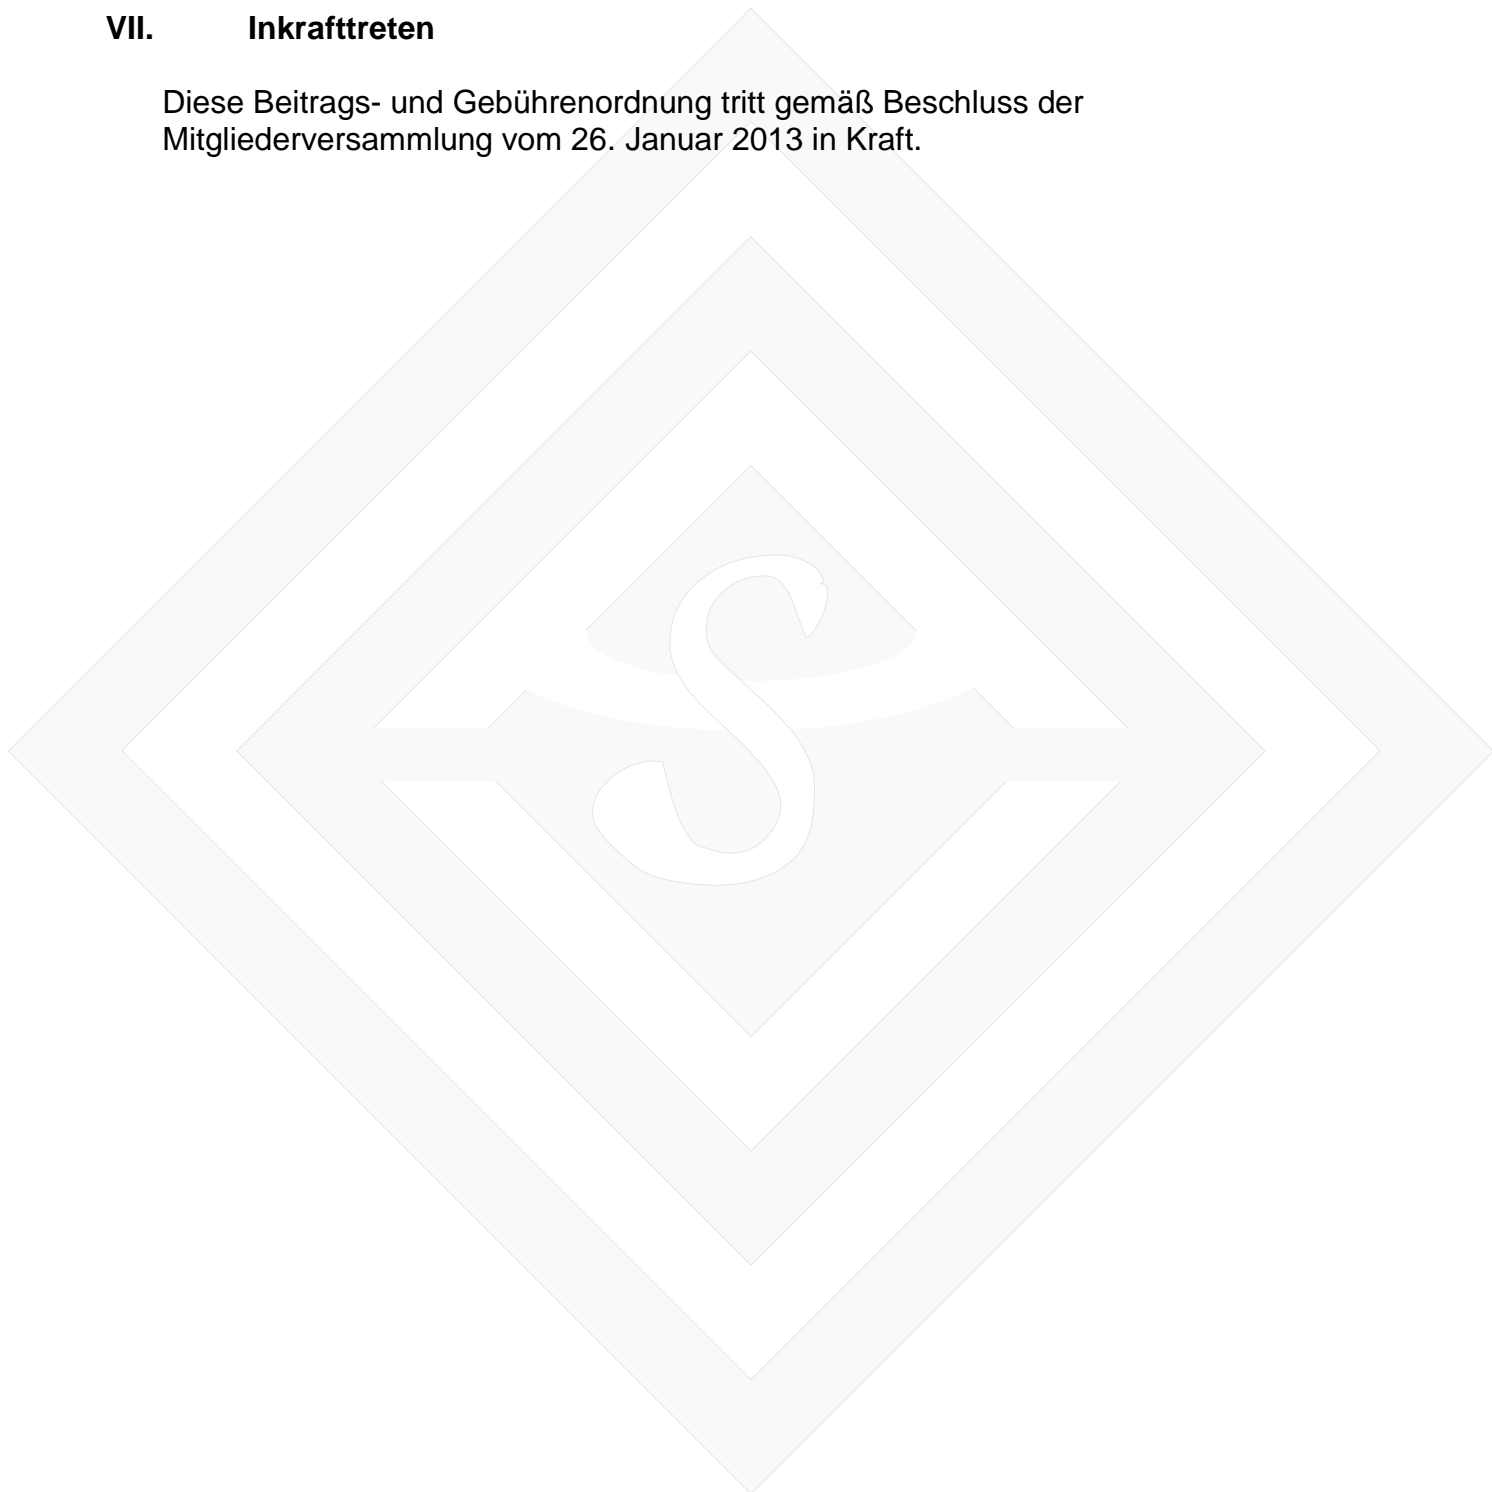 VII. Inkrafttreten
Diese Beitrags- und Gebührenordnung tritt gemäß Beschluss der
Mitgliederversammlung vom 26. Januar 2013 in Kraft.
S